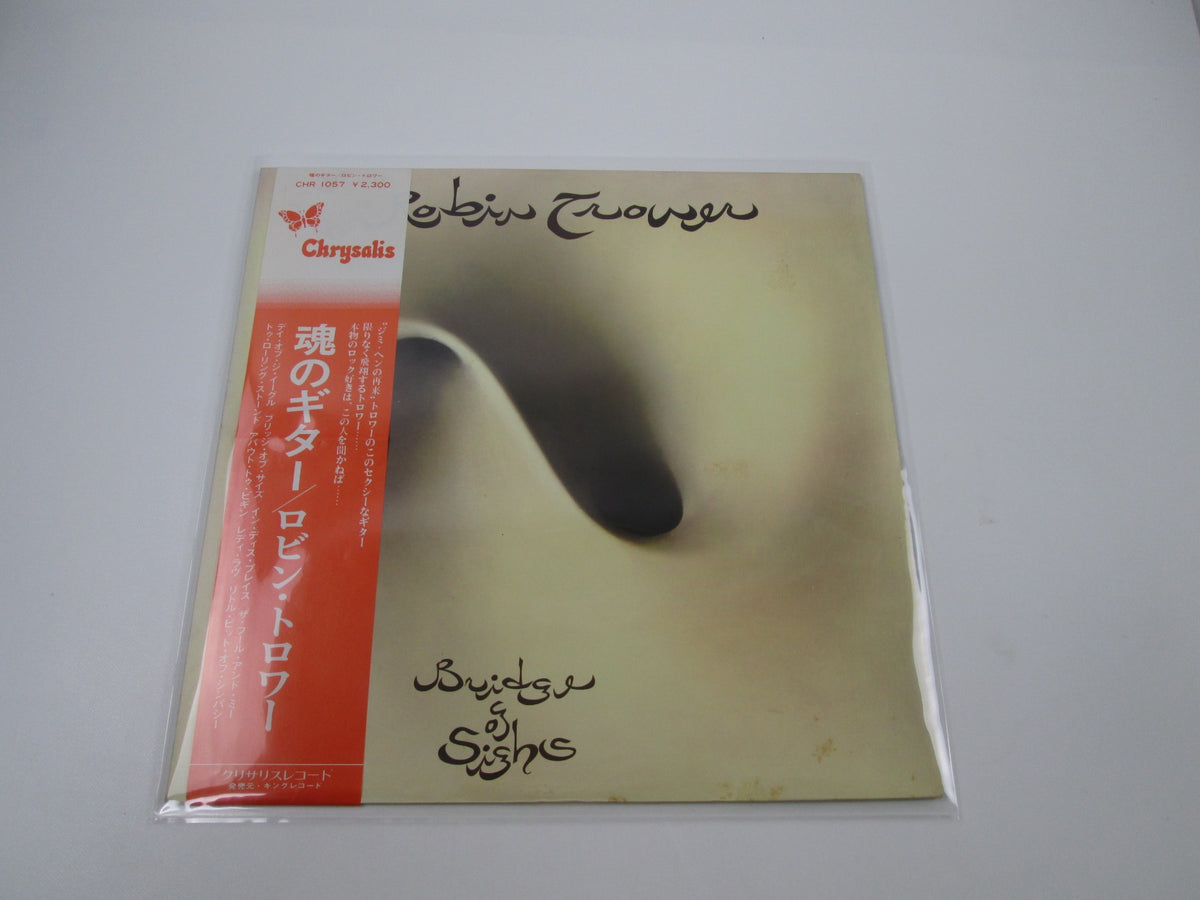 魂のギター/ロビン・トロワー
CHR 1057 ¥2,300
Chrysalis
Robin Trower
"ジミ・ヘンの再来"トロワーのこのセクシーなギター
限りなく飛翔するトロワー……
本物のロック好きは、この人を聞かねば……
魂のギター/ロビン・トロワー
デイ・オブ・ジ・イーグル ブリッジ・オブ・サイズ イン・ディス・プレイス ザ・フール・アンド・ミー
トゥ・ローリング・ストーンド アバウト・トゥ・ビギン レディ・ラヴ リトル・ビット・オブ・シンパシー
クリサリスレコード
発売元・キングレコード
Bridge
of
Sighs